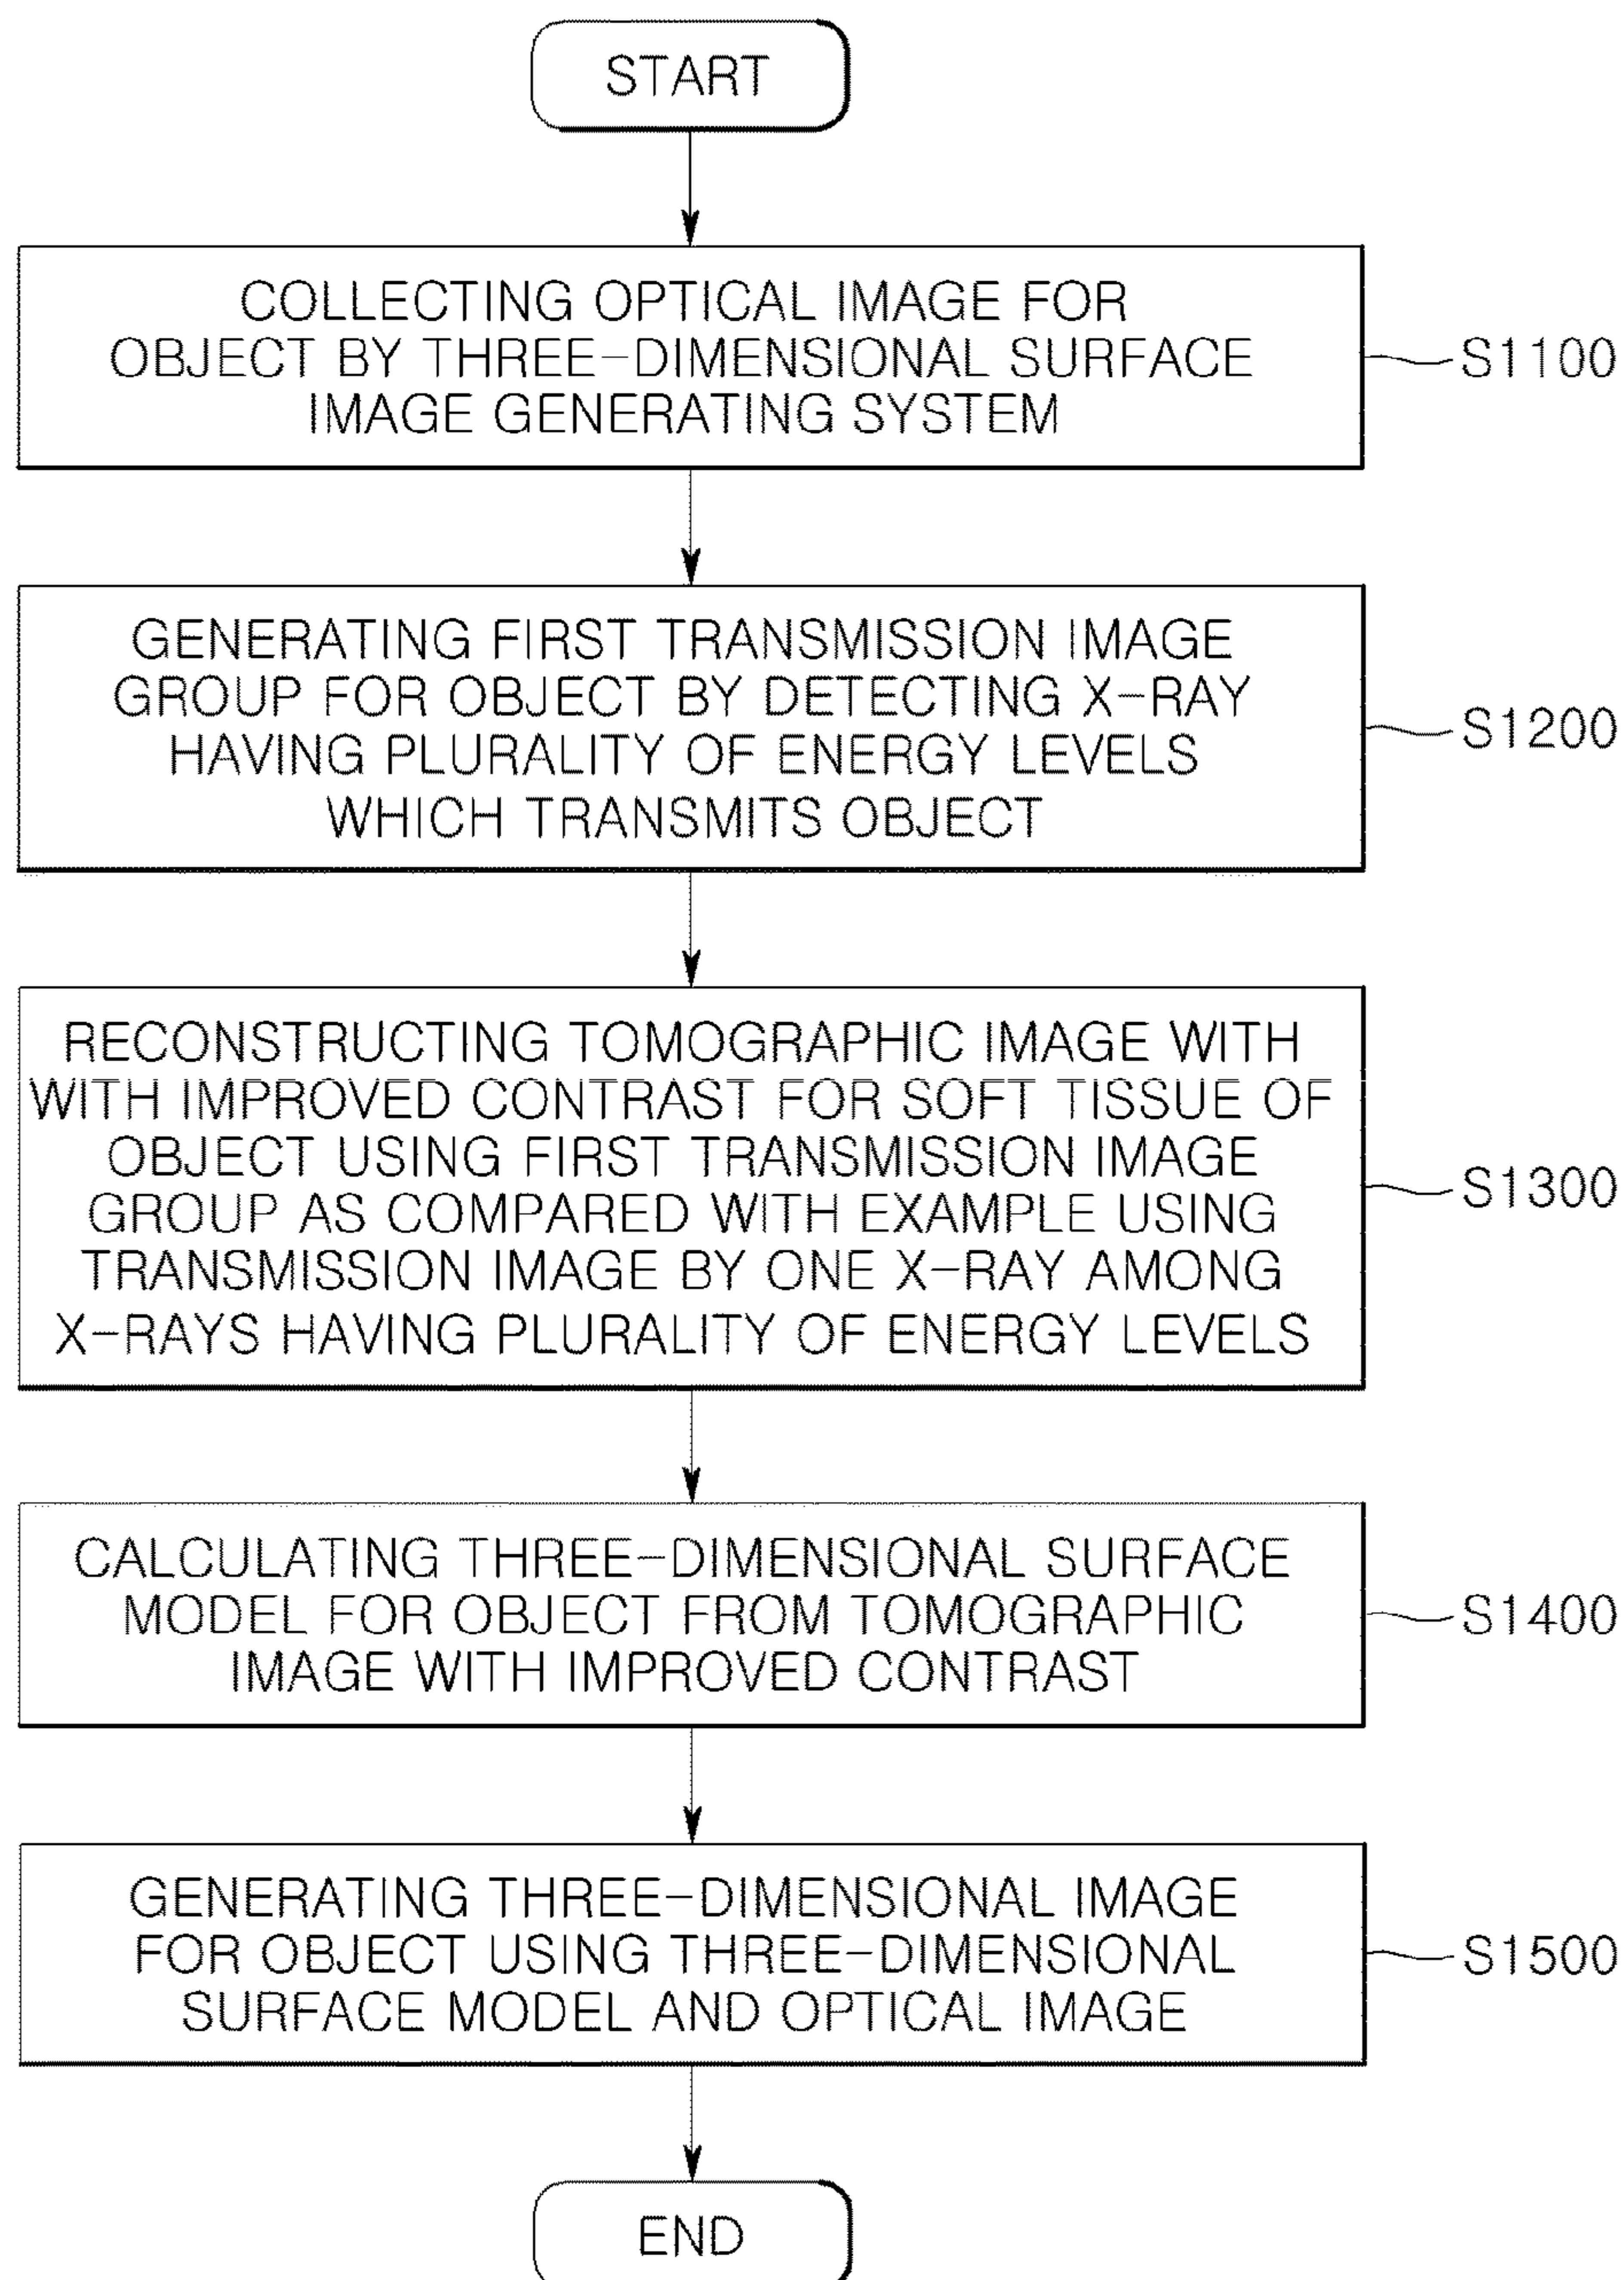 START
COLLECTING OPTICAL IMAGE FOR
OBJECT BY THREE-DIMENSIONAL SURFACE
IMAGE GENERATING SYSTEM
S1100
GENERATING FIRST TRANSMISSION IMAGE
GROUP FOR OBJECT BY DETECTING X-RAY
HAVING PLURALITY OF ENERGY LEVELS
WHICH TRANSMITS OBJECT
S1200
RECONSTRUCTING TOMOGRAPHIC IMAGE WITH
WITH IMPROVED CONTRAST FOR SOFT TISSUE OF
OBJECT USING FIRST TRANSMISSION IMAGE
GROUP AS COMPARED WITH EXAMPLE USING
TRANSMISSION IMAGE BY ONE X-RAY AMONG
X-RAYS HAVING PLURALITY OF ENERGY LEVELS
S1300
CALCULATING THREE-DIMENSIONAL SURFACE
MODEL FOR OBJECT FROM TOMOGRAPHIC
IMAGE WITH IMPROVED CONTRAST
S1400
GENERATING THREE-DIMENSIONAL IMAGE
FOR OBJECT USING THREE-DIMENSIONAL
SURFACE MODEL AND OPTICAL IMAGE
S1500
END